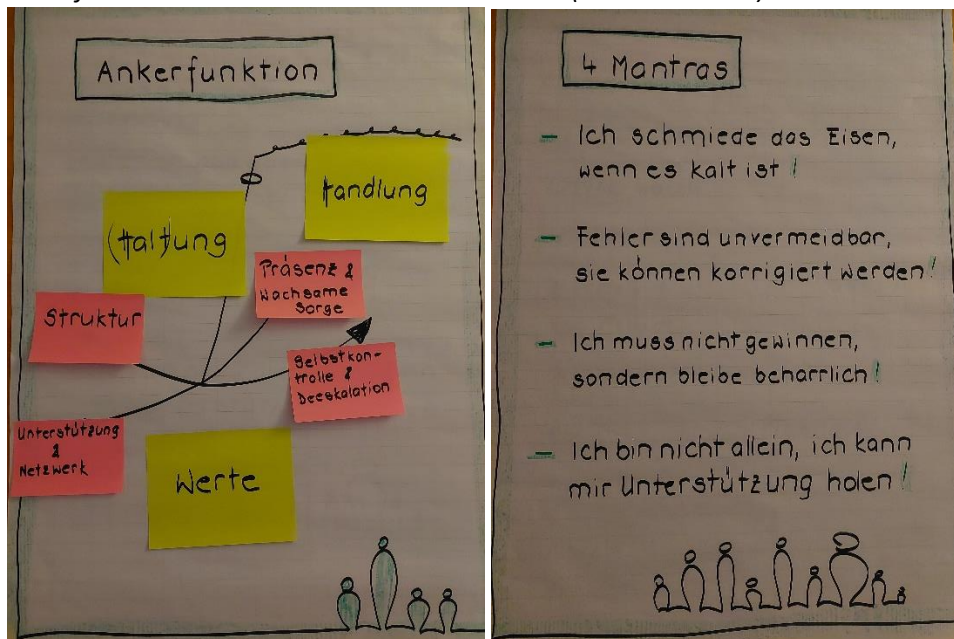 Ankerfunktion
Handlung
(Halt)ung
Präsenz &
Wachsame
Sorge
Struktur
Selbstkon-
trolle &
Deeskalation
Unterstützung
&
Netzwerk
Werte
4 Mantras
- Ich schmiede das Eisen,
wenn es kalt ist!
- Fehler sind unvermeidbar,
sie können korrigiert werden!
- Ich muss nicht gewinnen,
sondern bleibe beharrlich!
- Ich bin nicht allein, ich kann
mir Unterstützung holen!